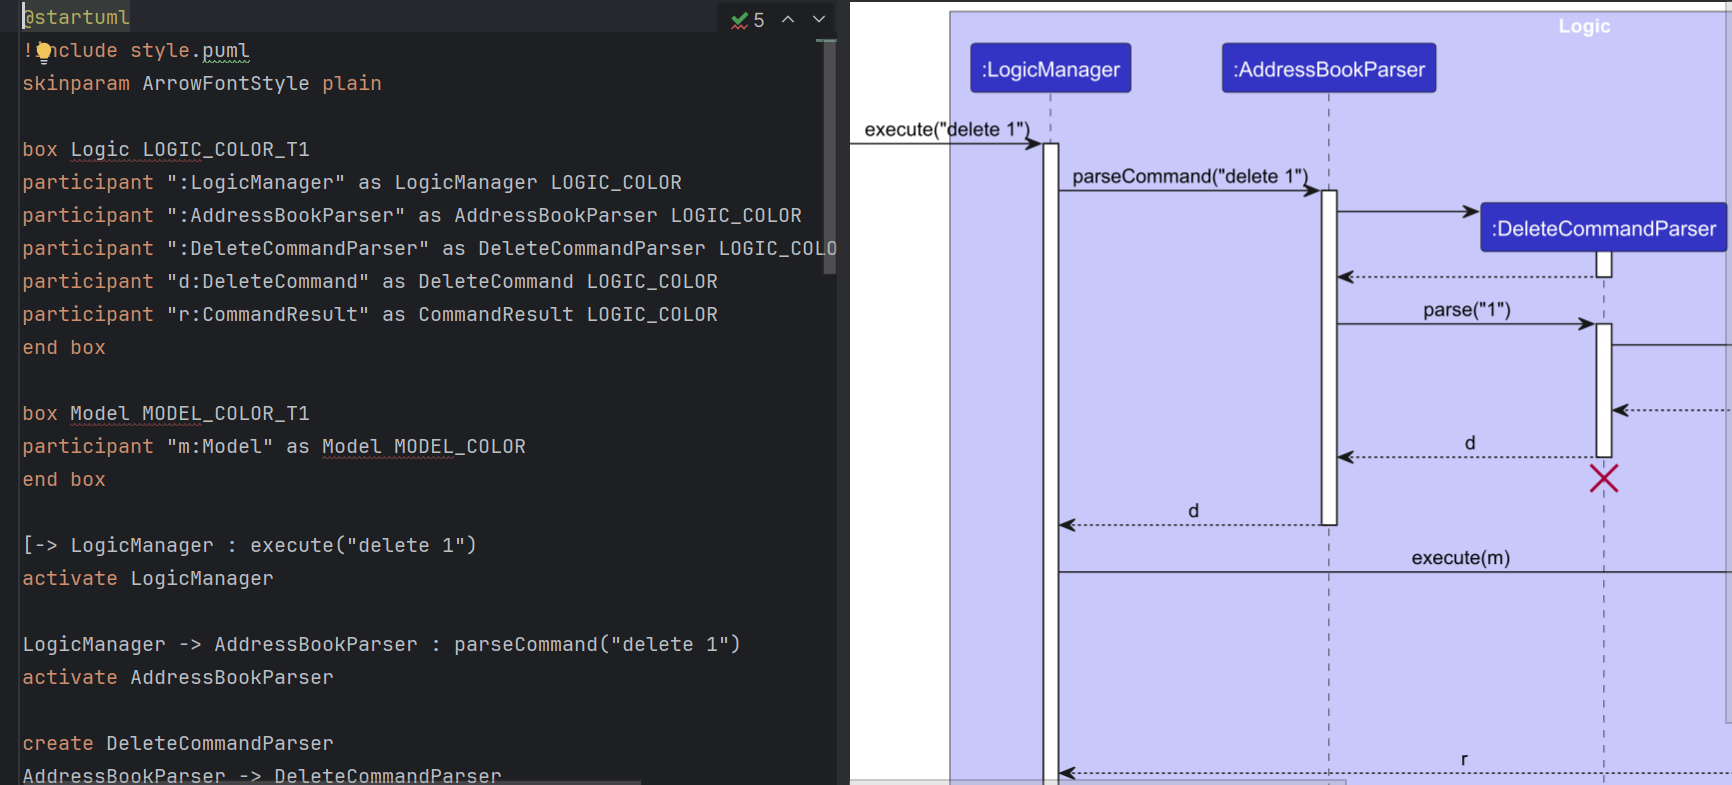 @startuml
5
!include style.puml
skinparam ArrowFontStyle plain
box Logic LOGIC_COLOR_T1
participant ":LogicManager" as LogicManager LOGIC_COLOR
participant ":AddressBookParser" as AddressBookParser LOGIC_COLOR
participant ":DeleteCommandParser" as DeleteCommandParser LOGIC_COLO
participant "d:DeleteCommand" as DeleteCommand LOGIC_COLOR
participant "r:CommandResult" as CommandResult LOGIC_COLOR
end box
box Model MODEL_COLOR_T1
participant "m:Model" as Model MODEL_COLOR
end box
[-> LogicManager : execute("delete 1")
activate LogicManager
LogicManager -> AddressBookParser : parseCommand("delete 1")
activate AddressBookParser
create DeleteCommandParser
AddressBookParser -> DeleteCommandParser
Logic
:LogicManager
:AddressBookParser
execute("delete 1")
parseCommand("delete 1")
:DeleteCommandParser
parse("1")
d
d
execute(m)
r